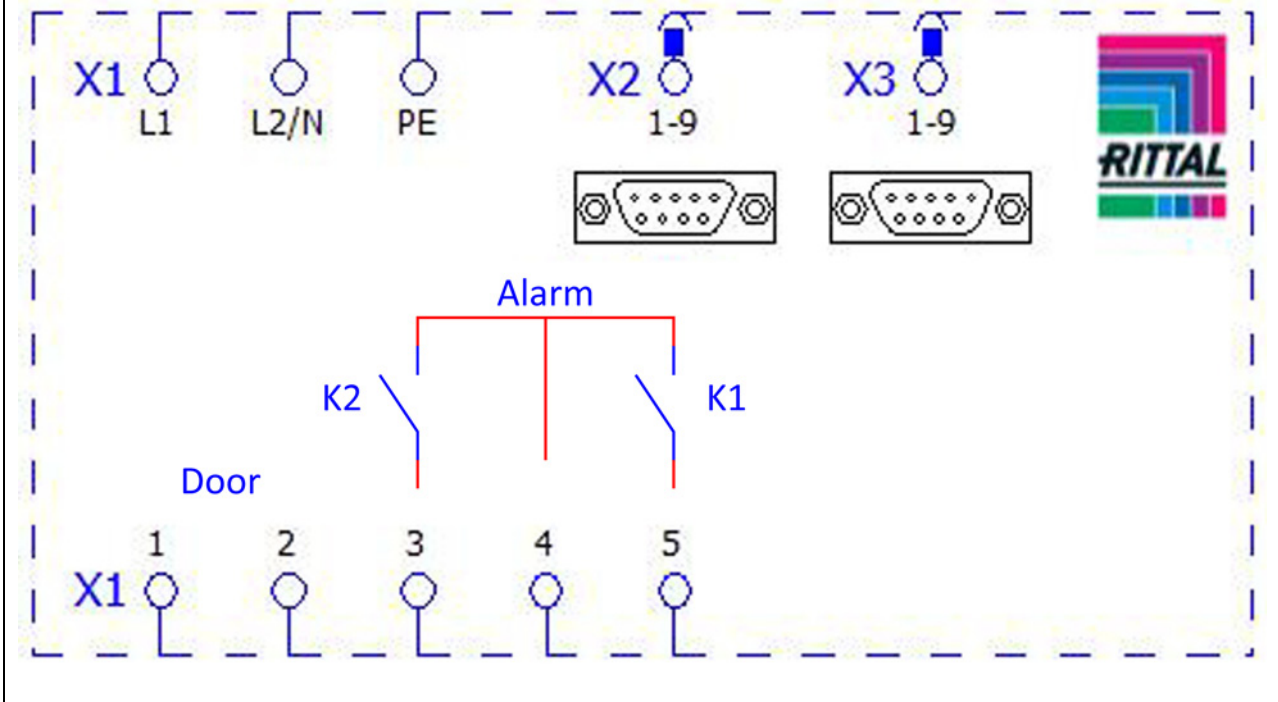 X1 X2 X3
L1 L2/N PE 1-9 1-9
RITTAL
Alarm
K2 K1
Door
1 2 3 4 5
X1